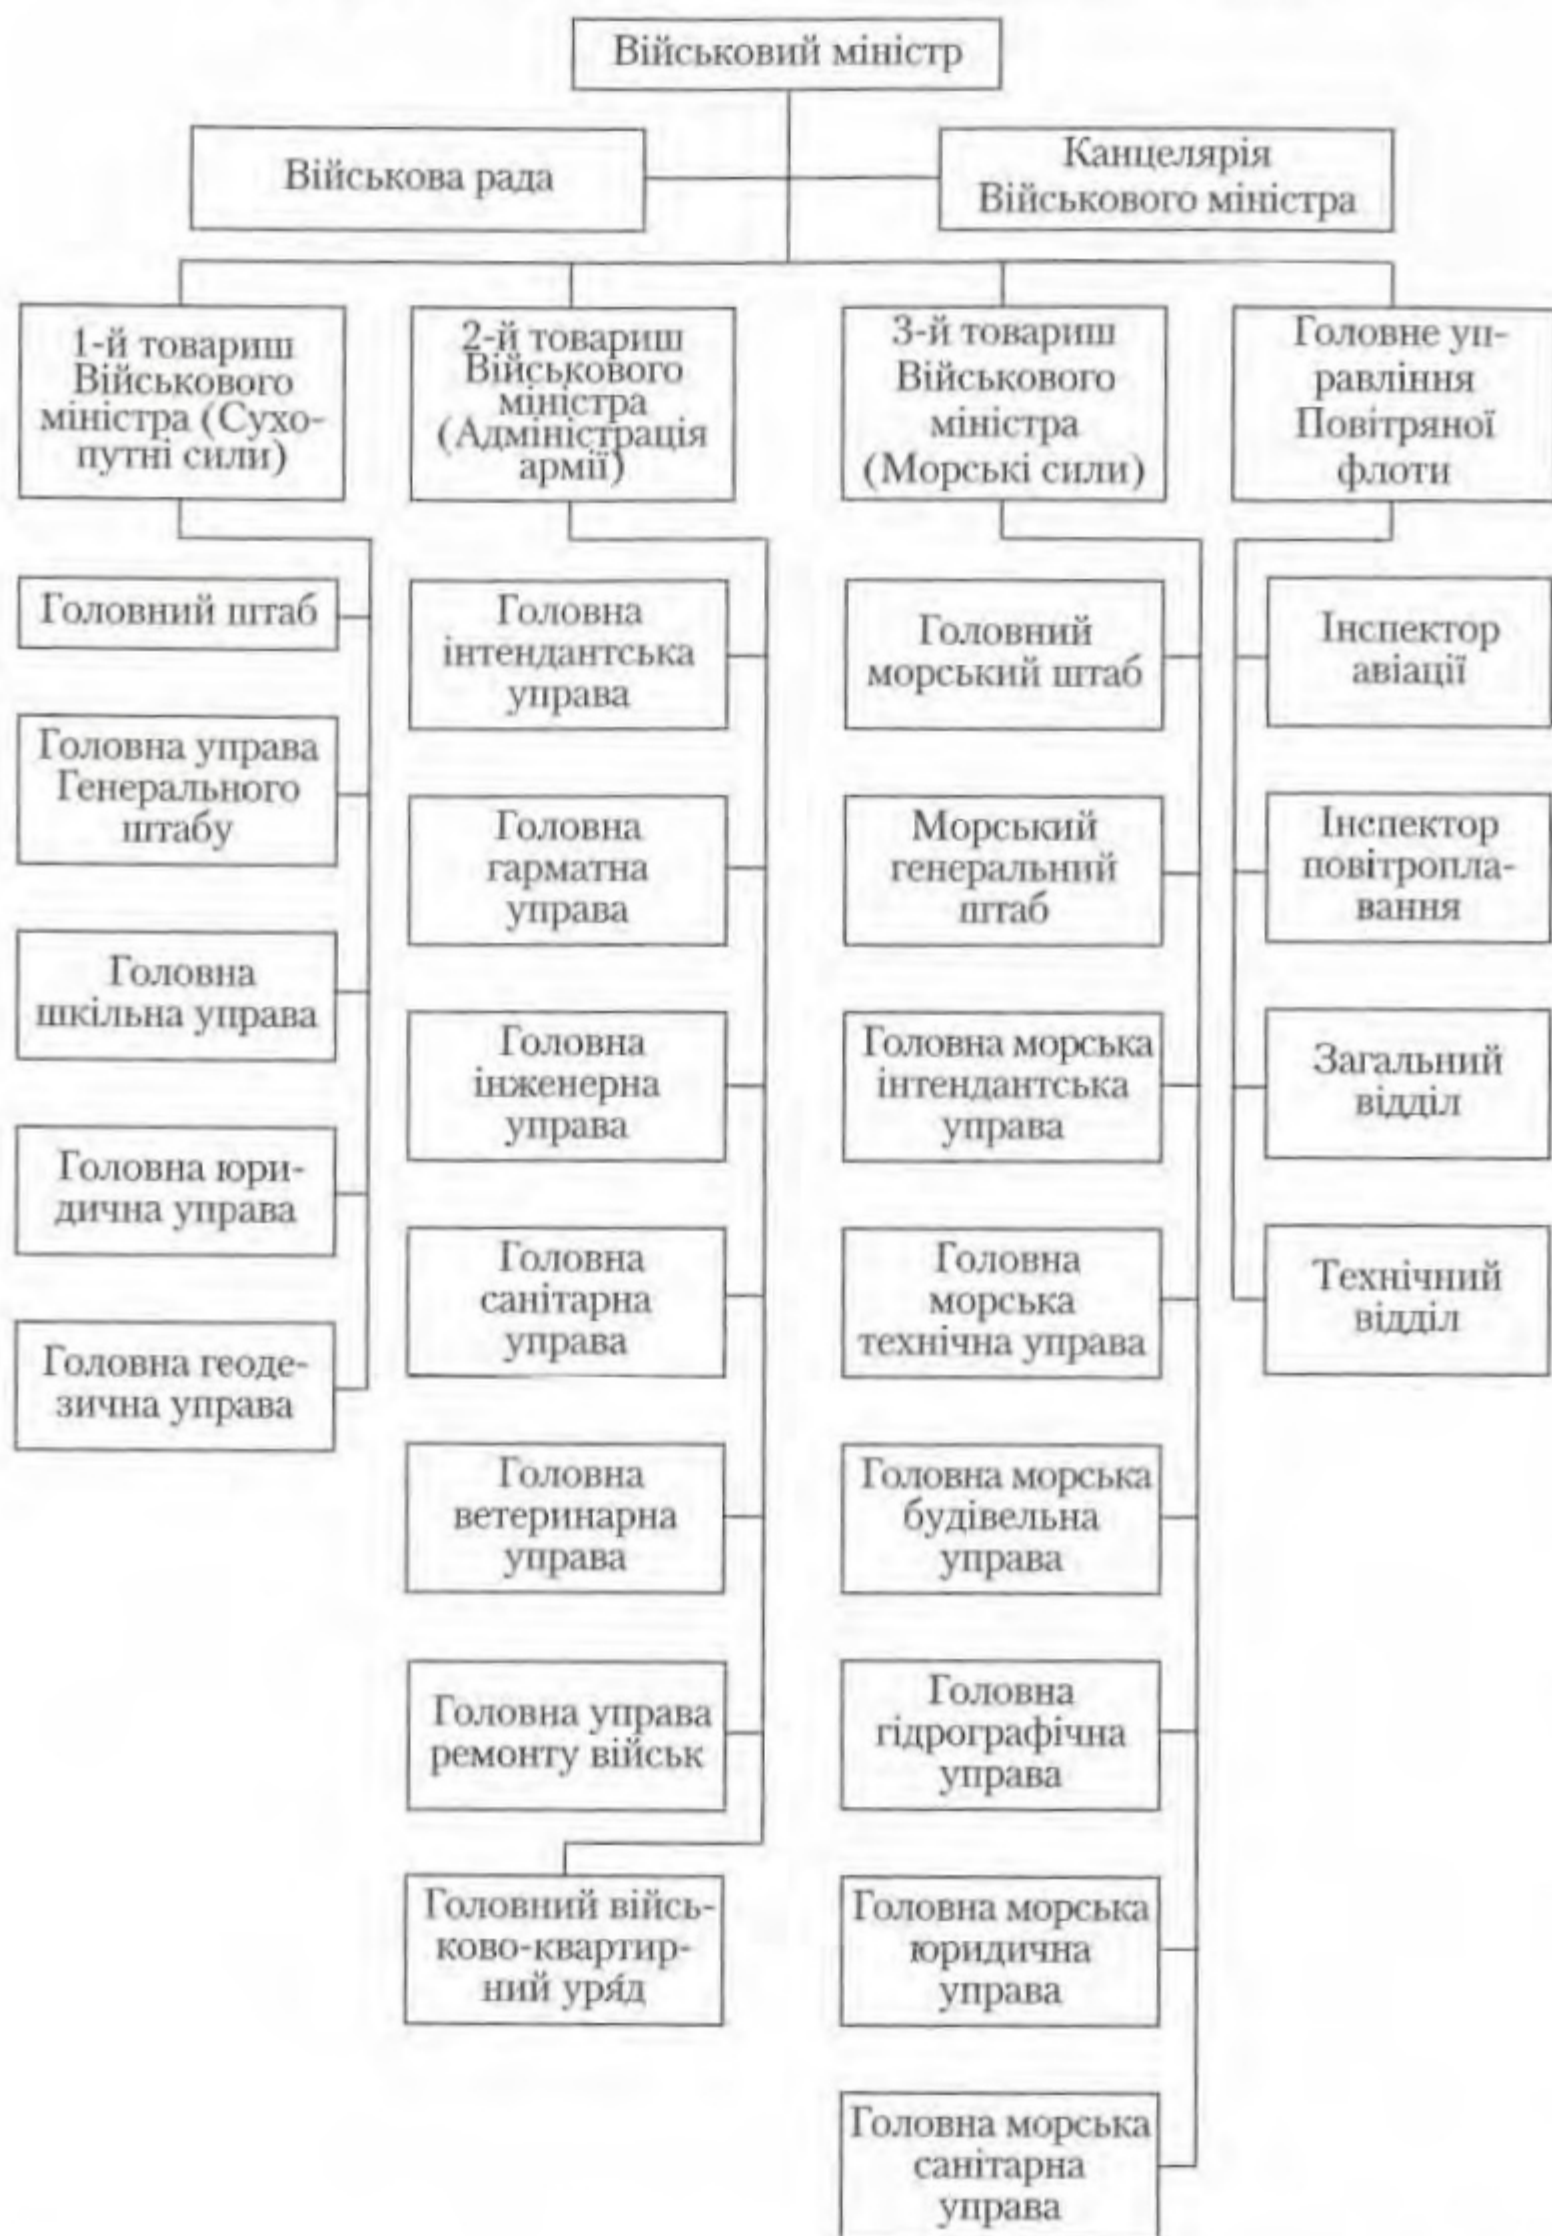 Військовий міністр
Військова рада
Канцелярія
Військового міністра
1-й товариш
Військового
міністра (Сухо-
путні сили)
2-й товариш
Військового
міністра
(Адміністрація
армії)
3-й товариш
Військового
міністра
(Морські сили)
Головне уп-
равління
Повітряної
флоти
Головний штаб
Головна управа
Генерального
штабу
Головна
шкільна управа
Головна юри-
дична управа
Головна геоде-
зична управа
Головна
інтендантська
управа
Головна
гарматна
управа
Головна
інженерна
управа
Головна
санітарна
управа
Головна
ветеринарна
управа
Головна управа
ремонту військ
Головний війсь-
ково-квартир-
ний уряд
Головний
морський штаб
Морський
генеральний
штаб
Головна морська
інтендантська
управа
Головна
морська
технічна управа
Головна морська
будівельна
управа
Головна
гідрографічна
управа
Головна морська
юридична
управа
Головна морська
санітарна
управа
Інспектор
авіації
Інспектор
повітропла-
вання
Загальний
відділ
Технічний
відділ